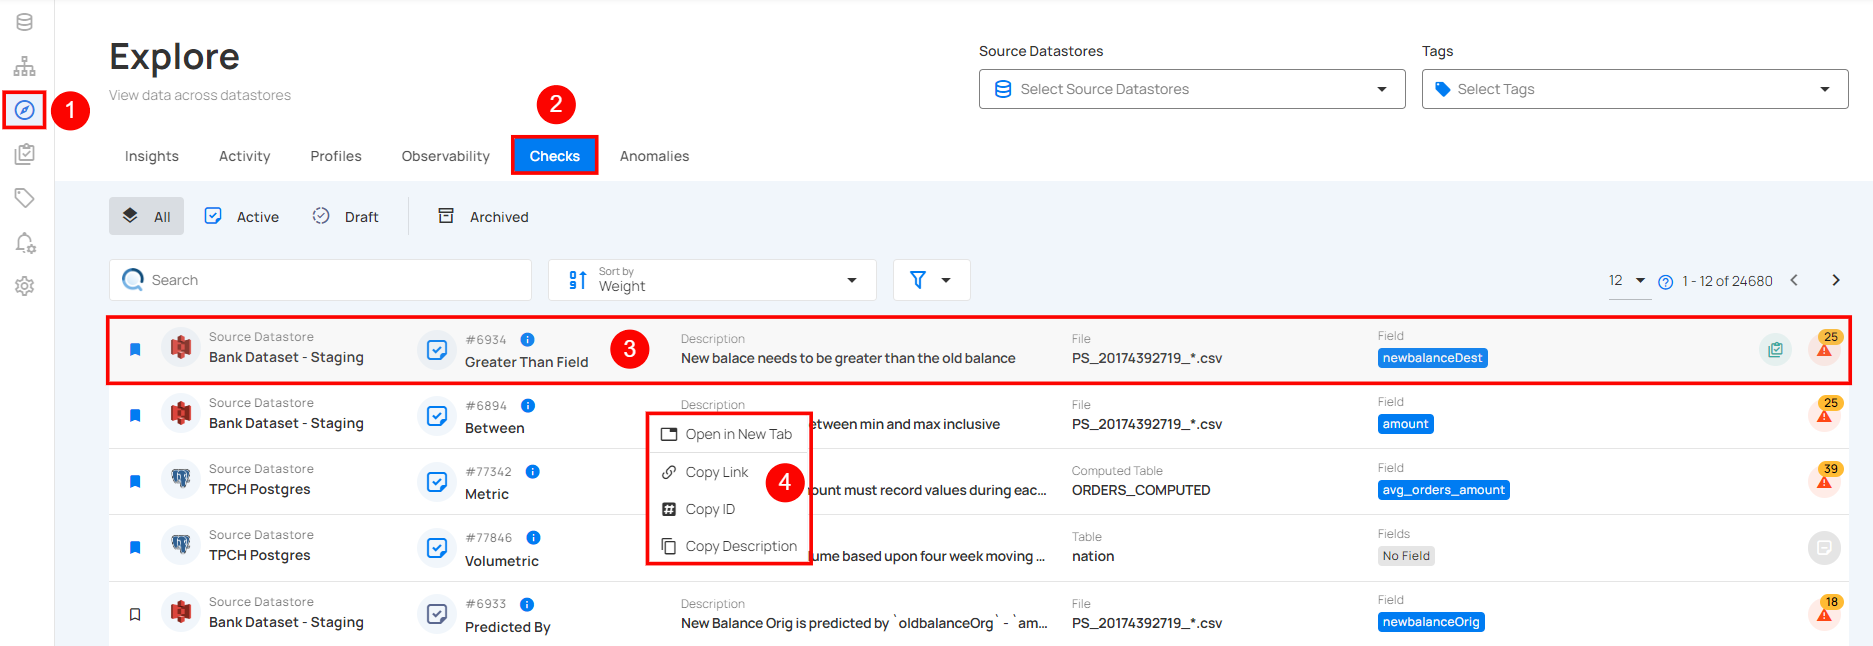 Explore
View data across datastores
Source Datastores
Select Source Datastores
Tags
Select Tags
1
2
Insights Activity Profiles Observability Checks Anomalies
All Active Draft Archived
Search
Sort by
Weight
12 1 - 12 of 24680
Source Datastore
Bank Dataset - Staging
#6934
Greater Than Field
3
Description
New balace needs to be greater than the old balance
File
PS_20174392719_*.csv
Field
newbalanceDest
25
Source Datastore
Bank Dataset - Staging
#6894
Between
Description
etween min and max inclusive
File
PS_20174392719_*.csv
Field
amount
25
Open in New Tab
Copy Link
Copy ID
Copy Description
4
Source Datastore
TPCH Postgres
#77342
Metric
ount must record values during eac...
Computed Table
ORDERS_COMPUTED
Field
avg_orders_amount
39
Source Datastore
TPCH Postgres
#77846
Volumetric
ume based upon four week moving ...
Table
nation
Fields
No Field
Source Datastore
Bank Dataset - Staging
#6933
Predicted By
Description
New Balance Orig is predicted by `oldbalanceOrg` - `am...
File
PS_20174392719_*.csv
Field
newbalanceOrig
18